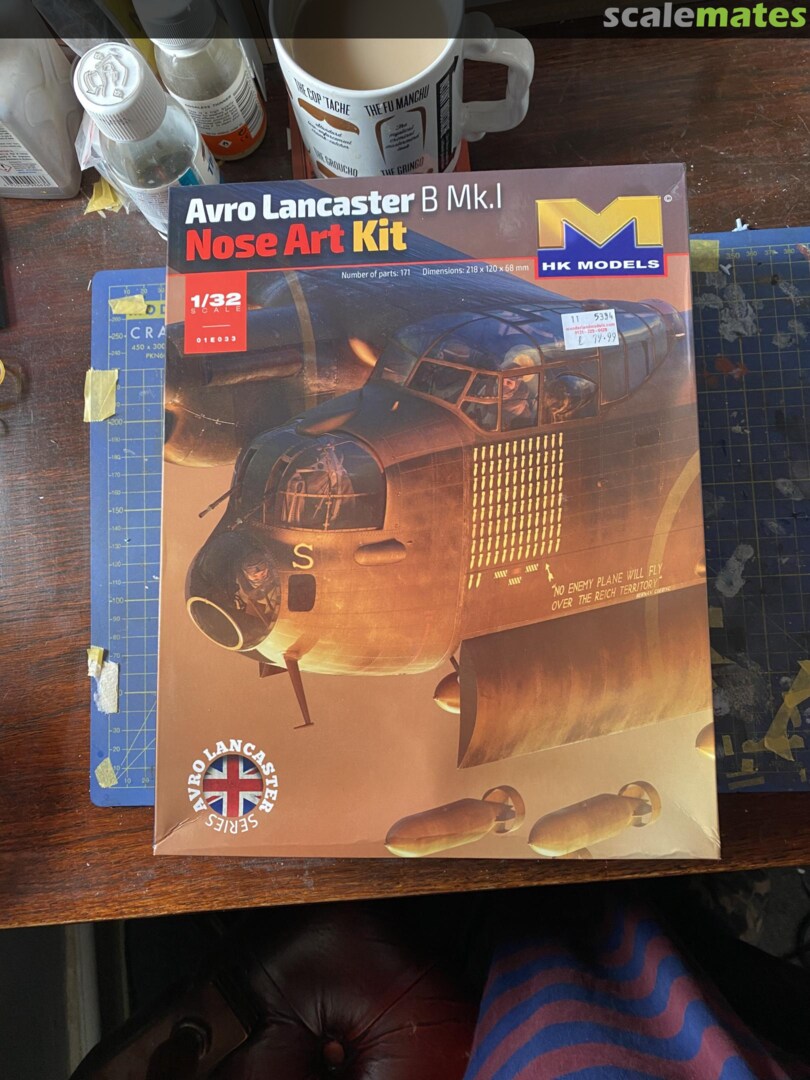 scalemates
THE COP 'TACHE
THE FU MANCHU
THE GROUCHO
THE GRINGO
Avro Lancaster B Mk.I
Nose Art Kit
M
HK MODELS
Number of parts: 171 Dimensions: 218 x 120 x 68 mm
1/32
SCALE
01E033
11 5334
£ 79.99
S
"NO ENEMY PLANE WILL FLY
OVER THE REICH TERRITORY"
AVRO LANCASTER SERIES